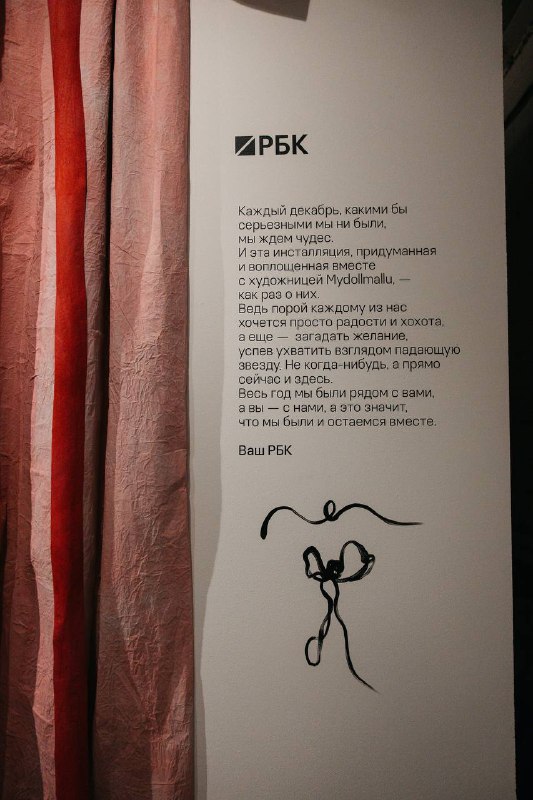 РБК
Каждый декабрь, какими бы
серьезными мы ни были,
мы ждем чудес.
И эта инсталляция, придуманная
и воплощенная вместе
с художницей Mydollmallu, —
как раз о них.
Ведь порой каждому из нас
хочется просто радости и хохота,
а еще — загадать желание,
успев ухватить взглядом падающую
звезду. Не когда-нибудь, а прямо
сейчас и здесь.
Весь год мы были рядом с вами,
а вы — с нами, а это значит,
что мы были и остаемся вместе.
Ваш РБК